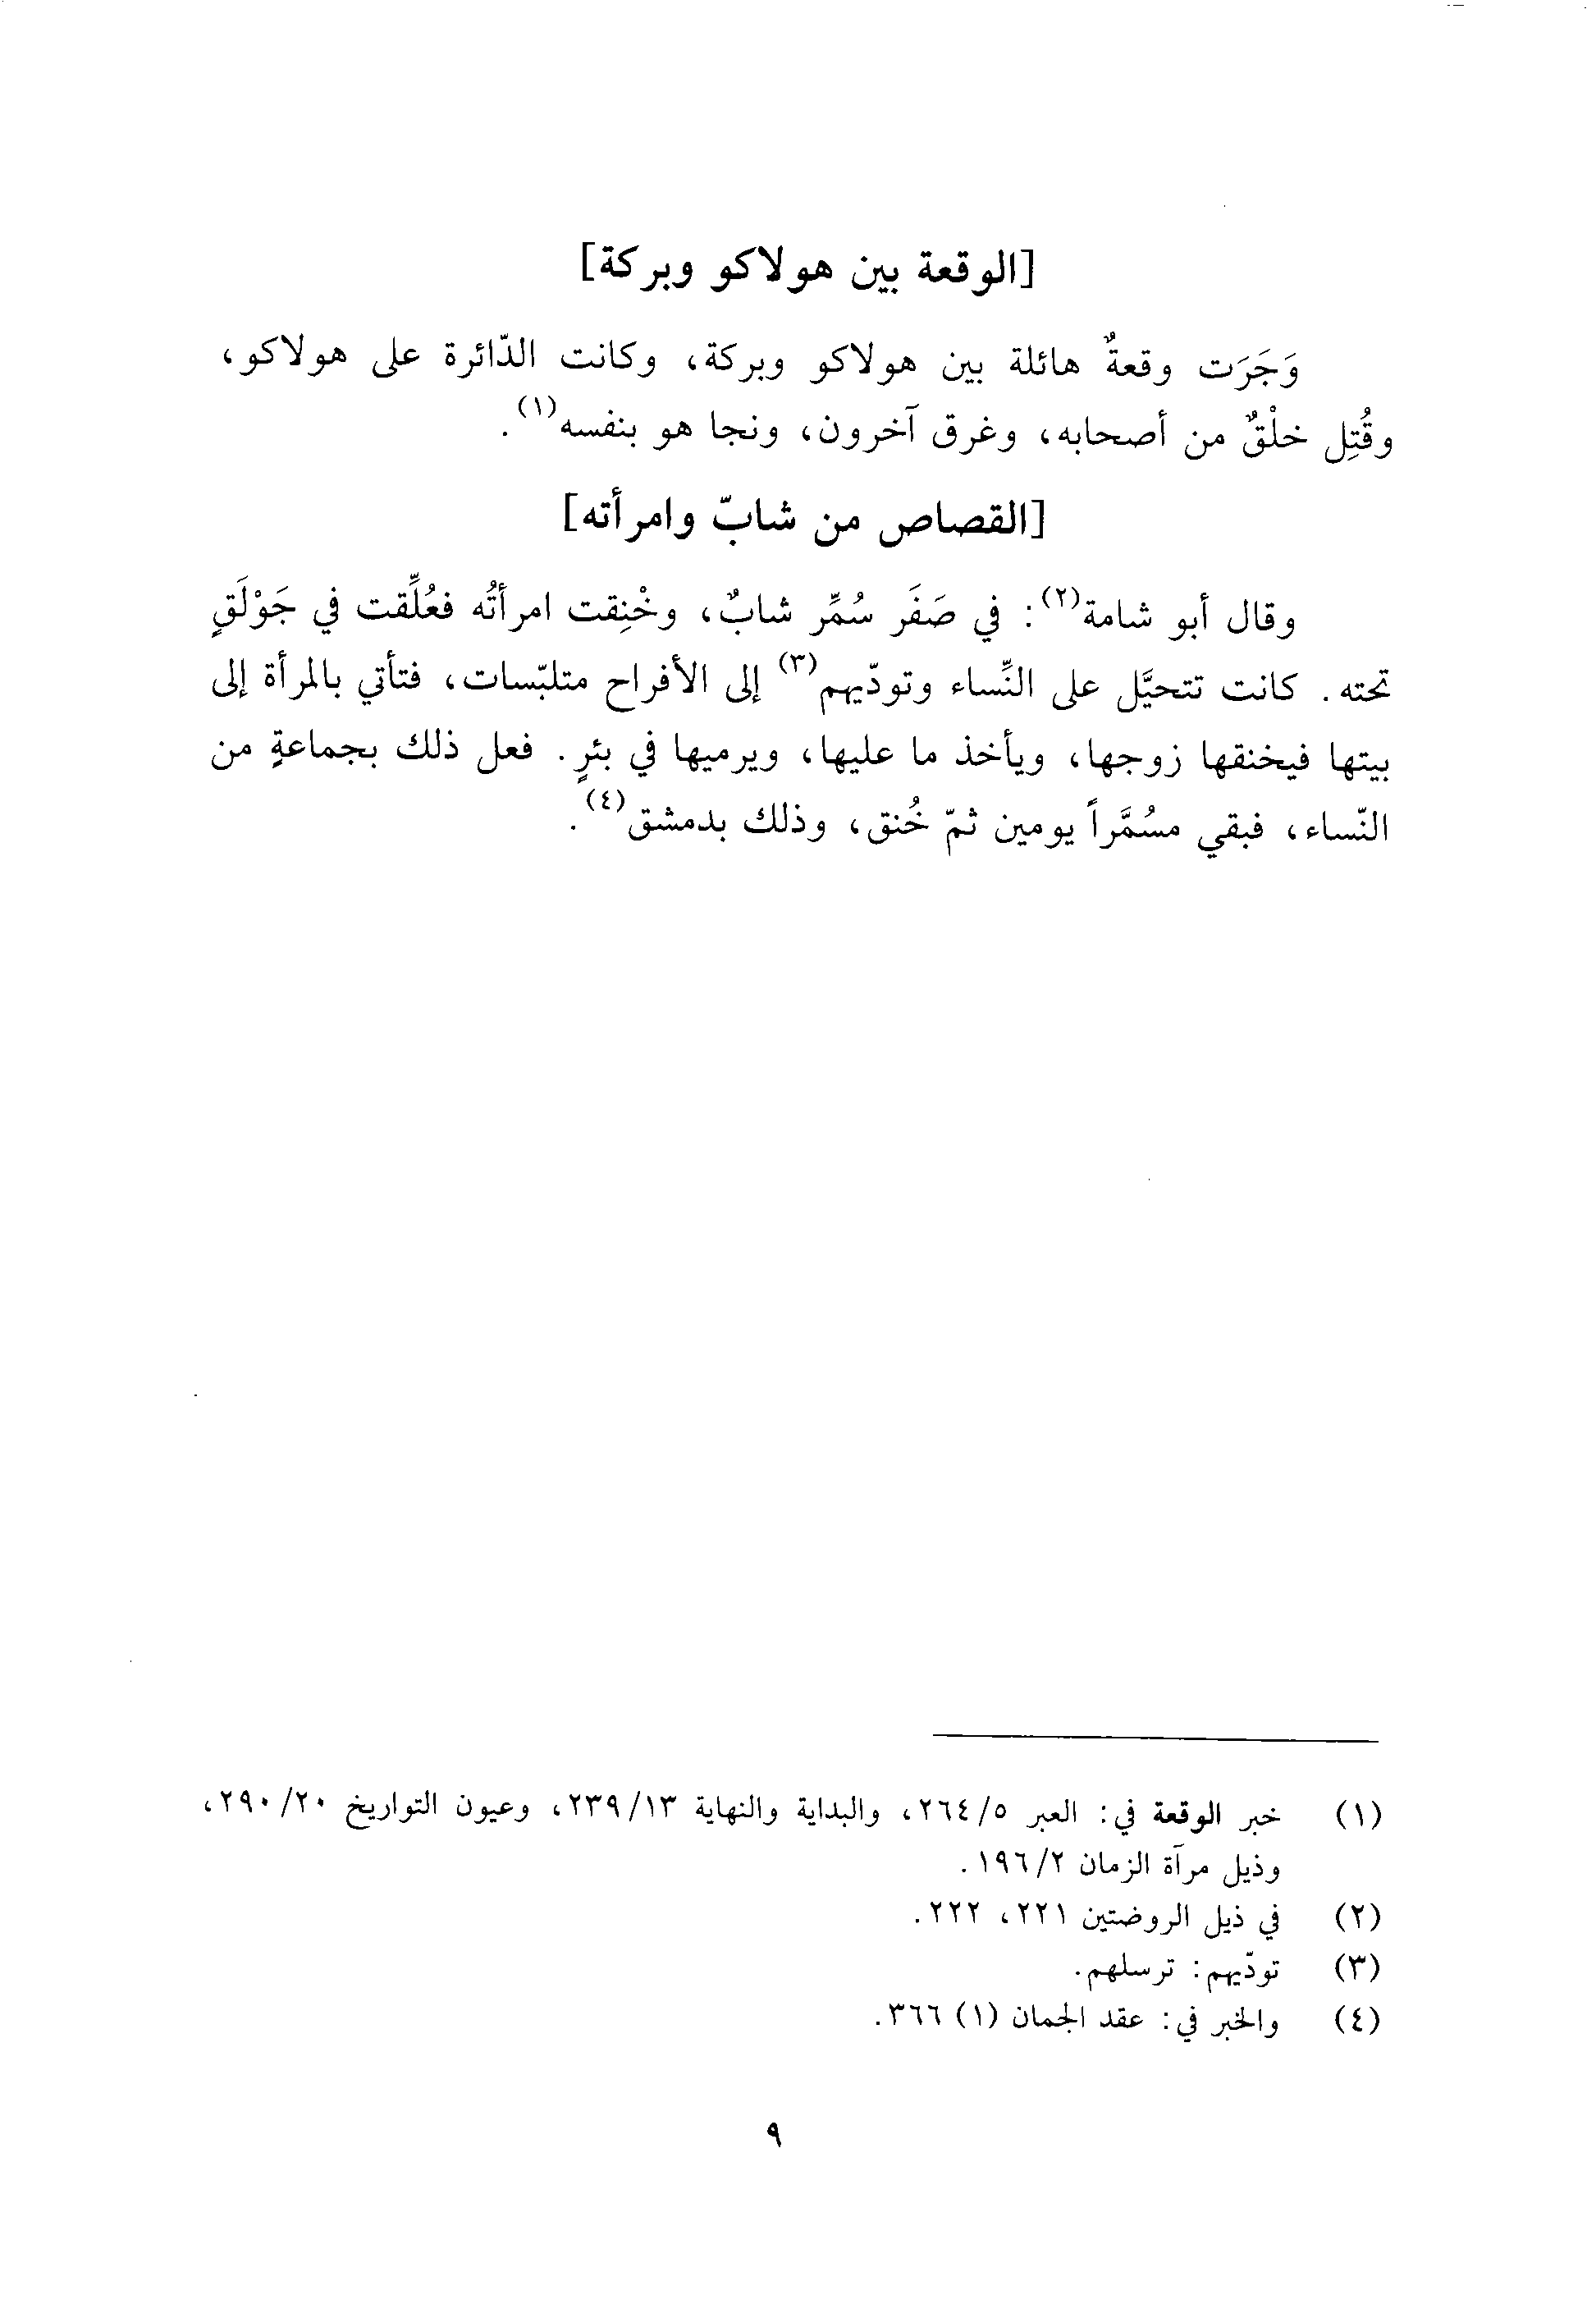 [الوقعة بين هولاكو وبركة]
وَجَرَت وقعةٌ هائلة بين هولاكو وبركة، وكانت الدّائرة على هولاكو،
وقُتِل خلْقٌ من أصحابه، وغرق آخرون، ونجا هو بنفسه(١).
[القصاص من شابّ وامرأته]
وقال أبو شامة(٢): في صَفَر سُمِّر شابٌ، وخْنِقت امرأتُه فعُلِّقت في جَوْلَقٍ
تحته. كانت تتحيَّل على النِّساء وتودّيهم(٣) إلى الأفراح متلبّسات، فتأتي بالمرأة إلى
بيتها فيخنقها زوجها، ويأخذ ما عليها، ويرميها في بئرٍ. فعل ذلك بجماعةٍ من
النّساء، فبقي مسُمَّراً يومين ثمّ خُنق، وذلك بدمشق(٤).
(١) خبر الوقعة في: العبر ٢٦٤/٥، والبداية والنهاية ٢٣٩/١٣، وعيون التواريخ ٢٩٠/٢٠،
وذيل مرآة الزمان ١٩٦/٢.
(٢) في ذيل الروضتين ٢٢١، ٢٢٢.
(٣) تودّيهم: ترسلهم.
(٤) والخبر في: عقد الجمان (١) ٣٦٦.
٩